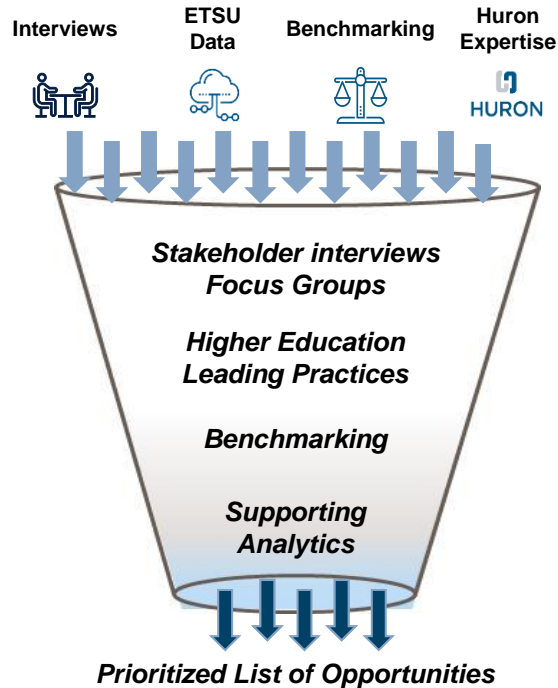 Interviews
ETSU
Data
Benchmarking
Huron
Expertise
HURON
Stakeholder interviews
Focus Groups
Higher Education
Leading Practices
Benchmarking
Supporting
Analytics
Prioritized List of Opportunities